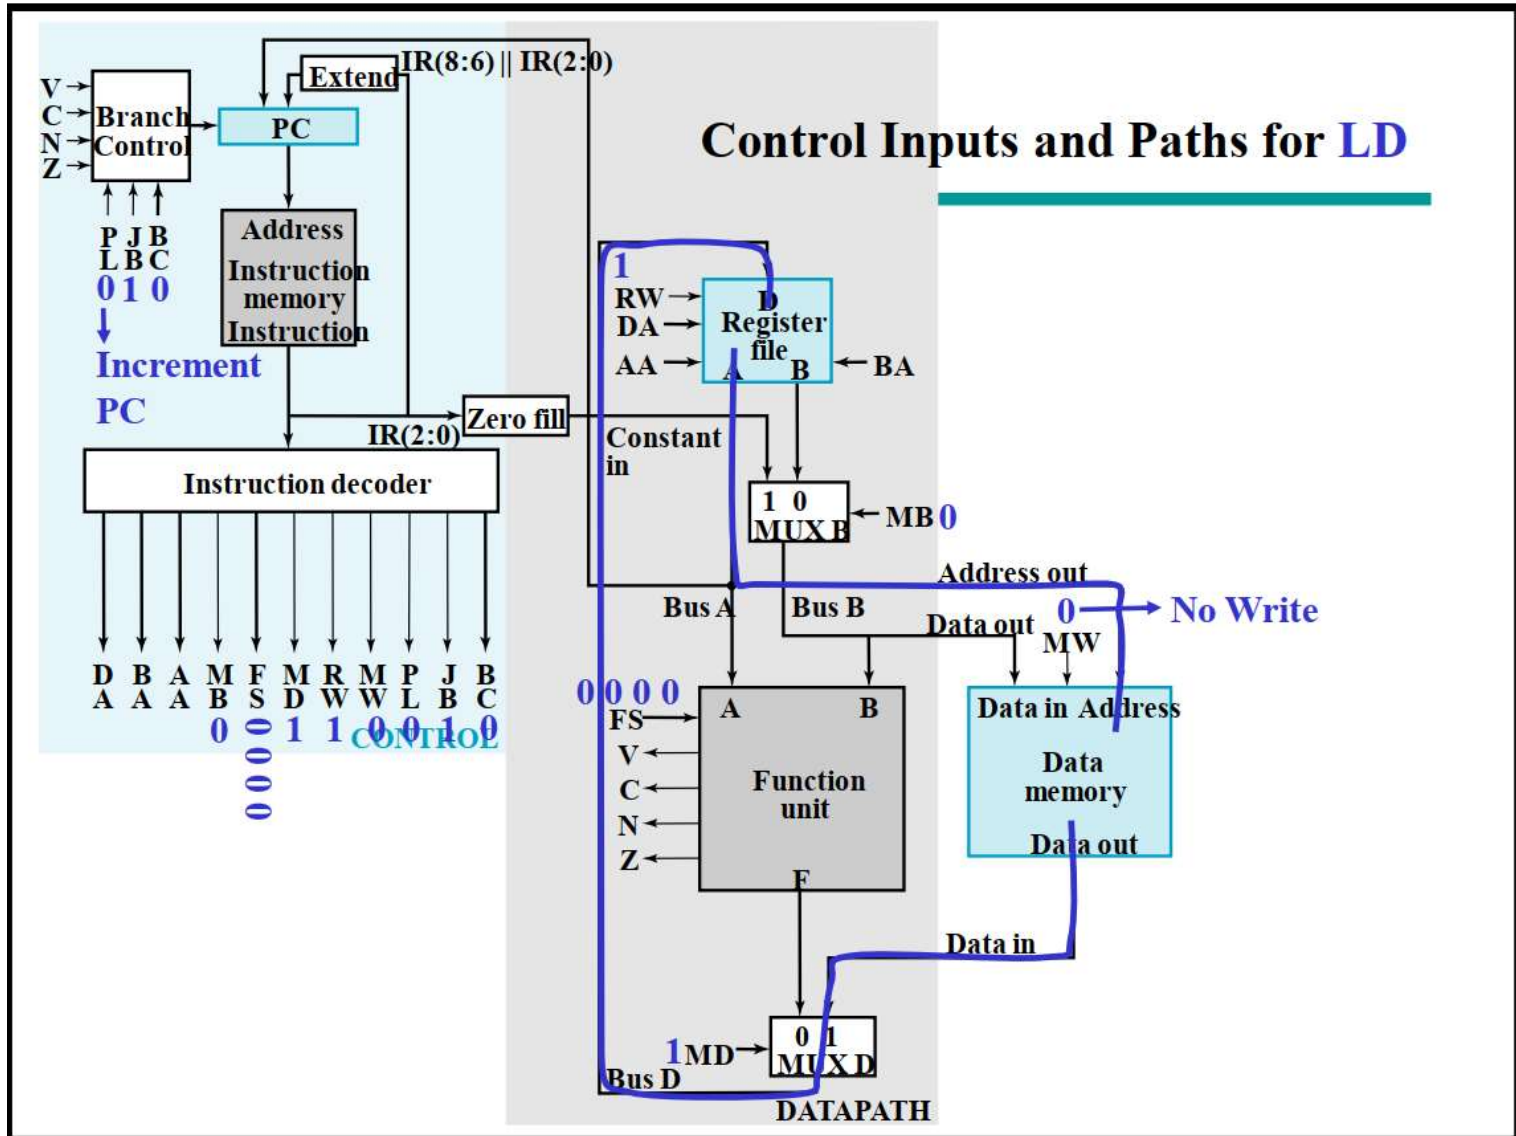 Control Inputs and Paths for LD
IR(8:6) || IR(2:0)
Extend
V
C
N
Z
Branch
Control
PC
P J B
L B C
0 1 0
Increment
PC
Address
Instruction
memory
Instruction
IR(2:0)
Zero fill
Instruction decoder
D B A M F M R M P J B
A A A B S D W W L B C
0 0 0 0 0 1 1 0 0 1 0
CONTROL
1
RW
DA
AA
D
Register
file
A B
BA
Constant
in
1 0
MUX B
MB 0
Address out
Bus A
Bus B
Data out
0
No Write
MW
0 0 0 0
FS
V
C
N
Z
A B
Function
unit
F
Data in Address
Data
memory
Data out
Data in
0 1
MUX D
1 MD
Bus D
DATAPATH